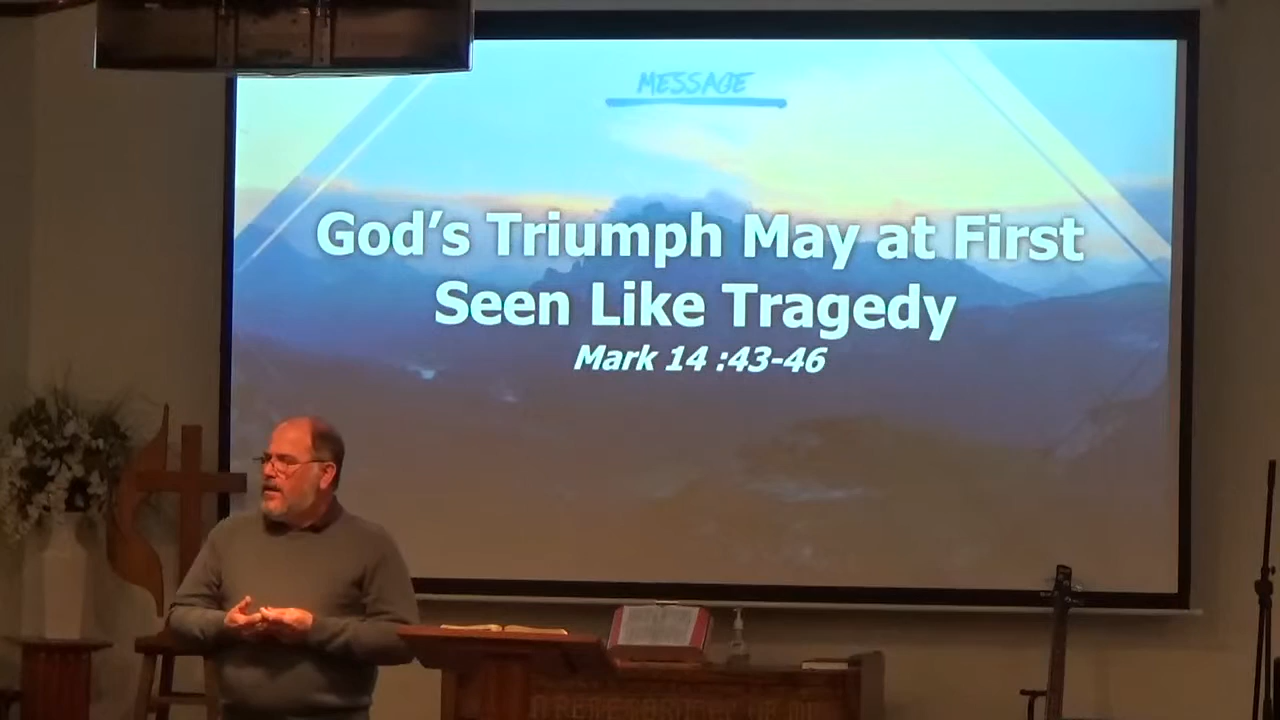 MESSAGE
God's Triumph May at First
Seen Like Tragedy
Mark 14 :43-46